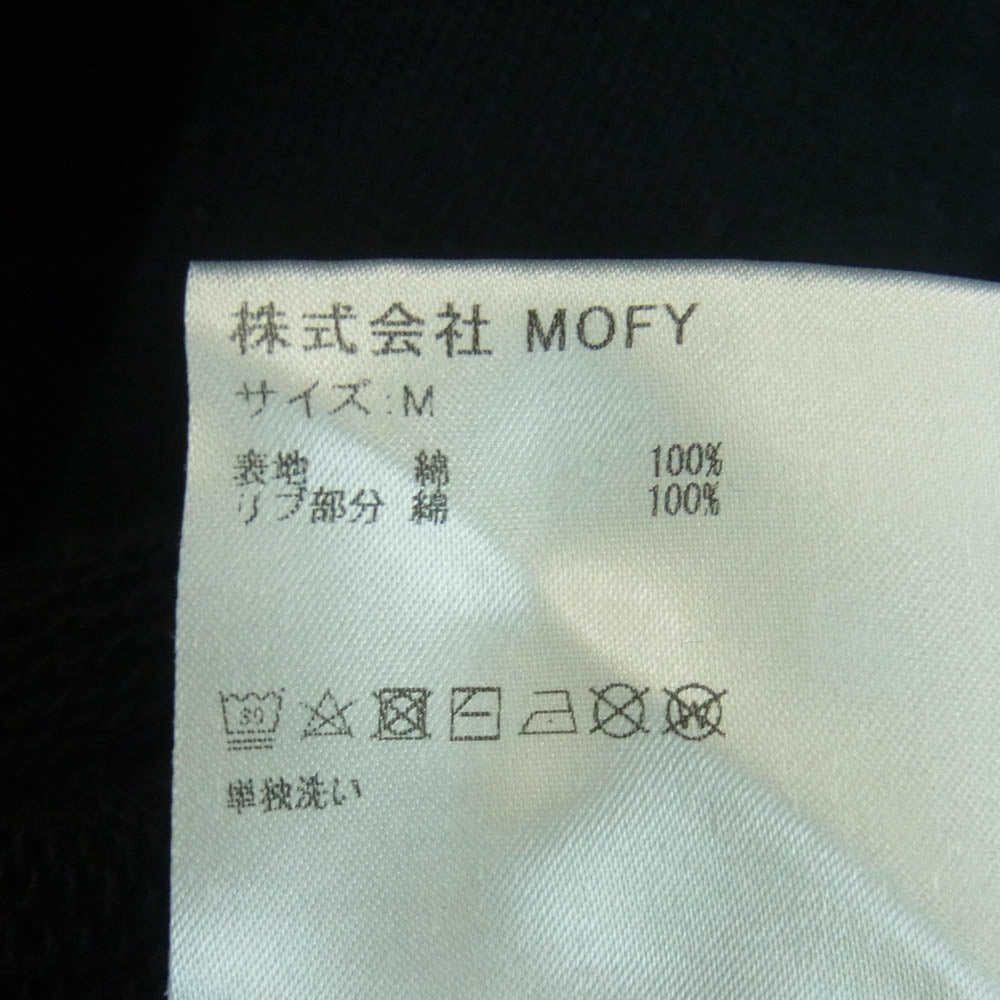 株式会社 MOFY
サイズ:M
表地 綿 100%
リブ部分 綿 100%
30 W
単独洗い